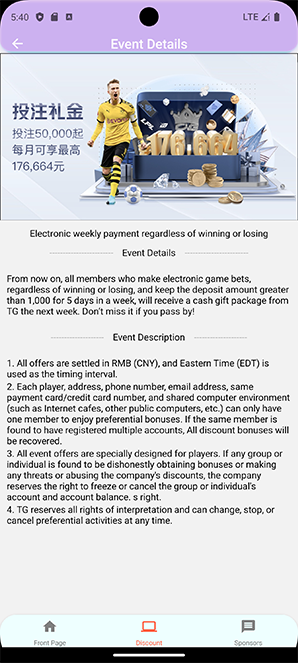 5:40
LTE
Event Details
投注礼金
投注50,000起
每月可享最高
176,664元
176664
Electronic weekly payment regardless of winning or losing
Event Details
From now on, all members who make electronic game bets,
regardless of winning or losing, and keep the deposit amount greater
than 1,000 for 5 days in a week, will receive a cash gift package from
TG the next week. Don't miss it if you pass by!
Event Description
1. All offers are settled in RMB (CNY), and Eastern Time (EDT) is
used as the timing interval.
2. Each player, address, phone number, email address, same
payment card/credit card number, and shared computer environment
(such as Internet cafes, other public computers, etc.) can only have
one member to enjoy preferential bonuses. If the same member is
found to have registered multiple accounts, All discount bonuses will
be recovered.
3. All event offers are specially designed for players. If any group or
individual is found to be dishonestly obtaining bonuses or making
any threats or abusing the company's discounts, the company
reserves the right to freeze or cancel the group or individual's
account and account balance. s right.
4. TG reserves all rights of interpretation and can change, stop, or
cancel preferential activities at any time.
Front Page
Discount
Sponsors